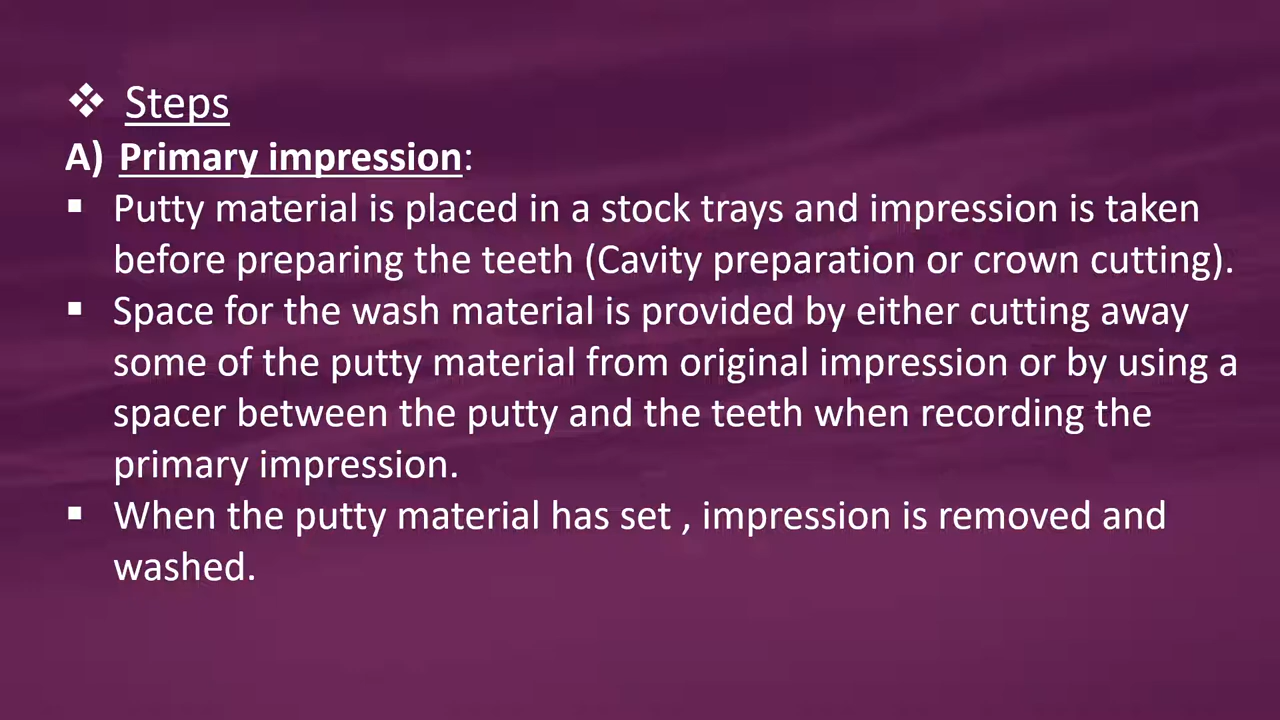 ❖ Steps
A) Primary impression:
▪ Putty material is placed in a stock trays and impression is taken
before preparing the teeth (Cavity preparation or crown cutting).
▪ Space for the wash material is provided by either cutting away
some of the putty material from original impression or by using a
spacer between the putty and the teeth when recording the
primary impression.
▪ When the putty material has set , impression is removed and
washed.